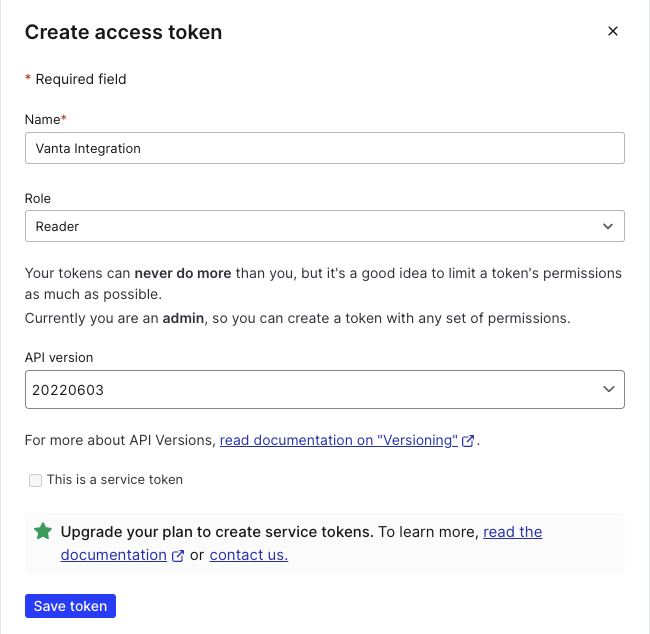 Create access token
* Required field
Name*
Vanta Integration
Role
Reader
Your tokens can never do more than you, but it's a good idea to limit a token's permissions
as much as possible.
Currently you are an admin, so you can create a token with any set of permissions.
API version
20220603
For more about API Versions, read documentation on "Versioning".
This is a service token
Upgrade your plan to create service tokens. To learn more, read the
documentation or contact us.
Save token